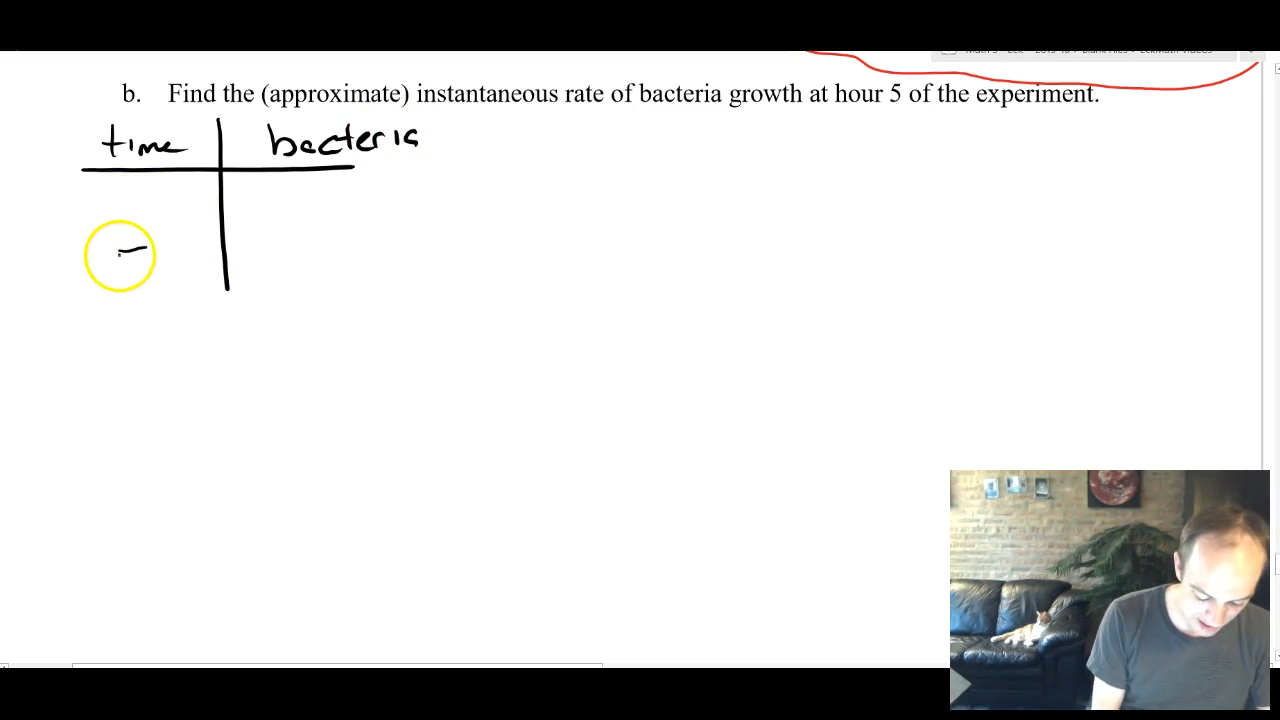 b. Find the (approximate) instantaneous rate of bacteria growth at hour 5 of the experiment.
time bacteria